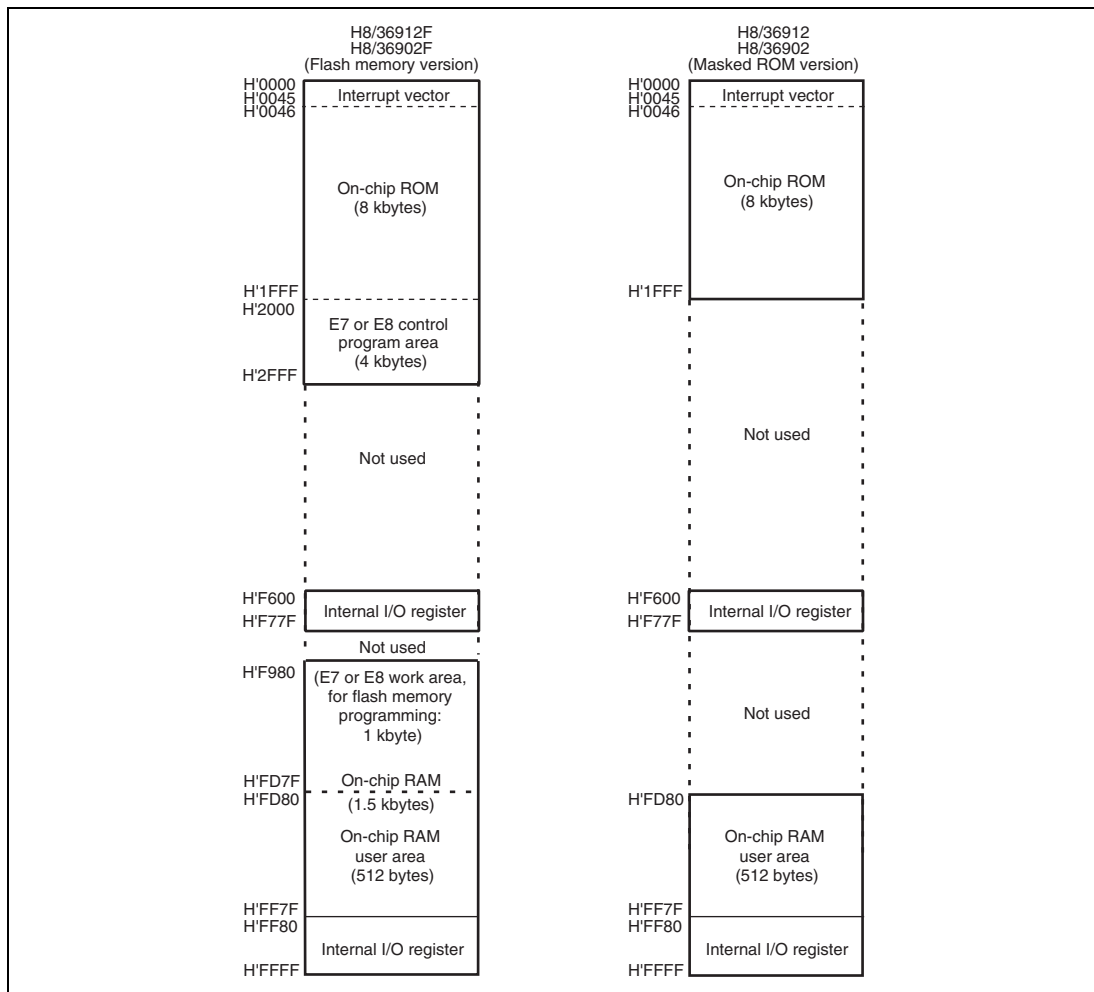 H8/36912F
H8/36902F
(Flash memory version)
H'0000
H'0045
H'0046
Interrupt vector
On-chip ROM
(8 kbytes)
H'1FFF
H'2000
E7 or E8 control
program area
(4 kbytes)
H'2FFF
Not used
H'F600
Internal I/O register
H'F77F
Not used
H'F980
(E7 or E8 work area,
for flash memory
programming:
1 kbyte)
H'FD7F
On-chip RAM
H'FD80
(1.5 kbytes)
On-chip RAM
user area
(512 bytes)
H'FF7F
H'FF80
Internal I/O register
H'FFFF
H8/36912
H8/36902
(Masked ROM version)
H'0000
H'0045
H'0046
Interrupt vector
On-chip ROM
(8 kbytes)
H'1FFF
Not used
H'F600
Internal I/O register
H'F77F
Not used
H'FD80
On-chip RAM
user area
(512 bytes)
H'FF7F
H'FF80
Internal I/O register
H'FFFF